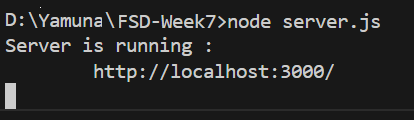 D:\Yamuna\FSD-Week7>node server.js
Server is running :
http://localhost:3000/